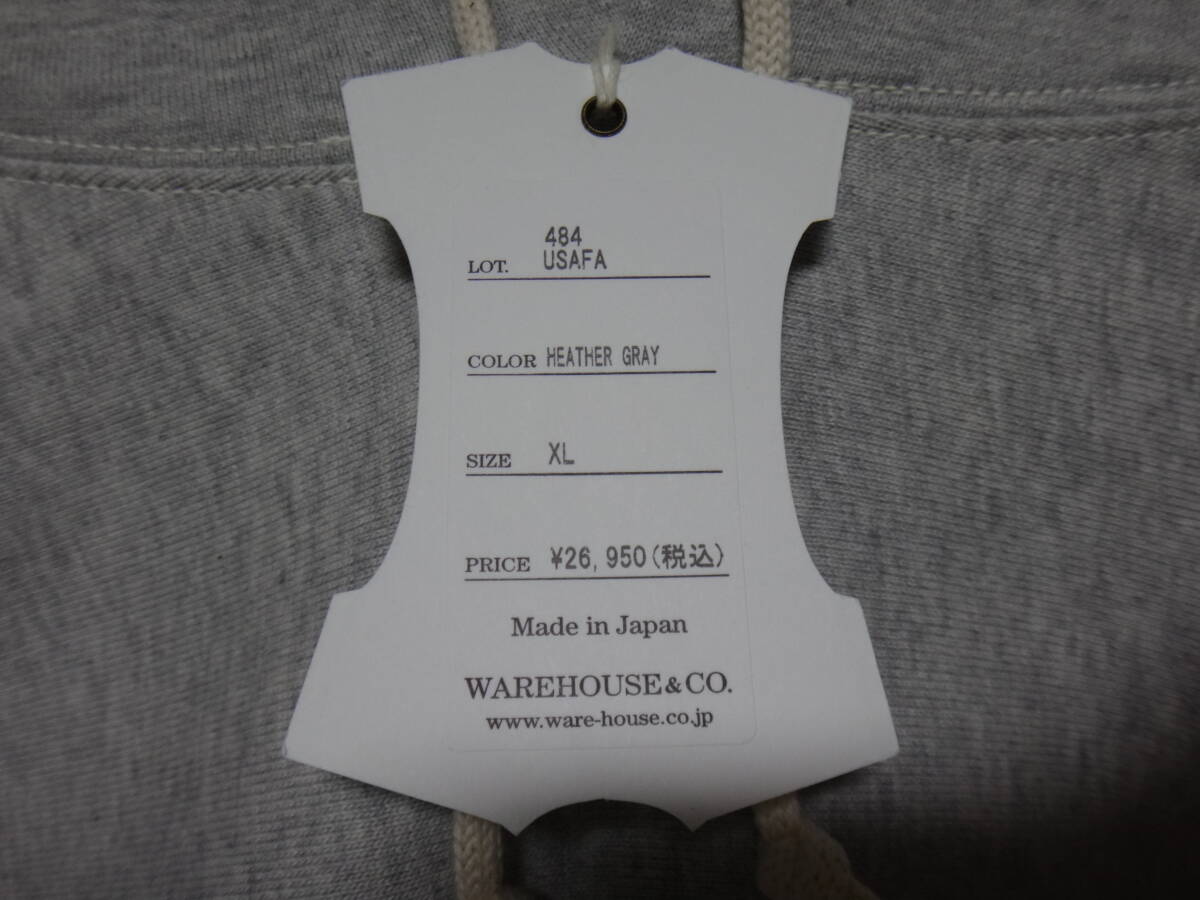 484
LOT. USAFA
COLOR HEATHER GRAY
SIZE XL
PRICE ¥26,950(税込)
Made in Japan
WAREHOUSE&CO.
www.ware-house.co.jp